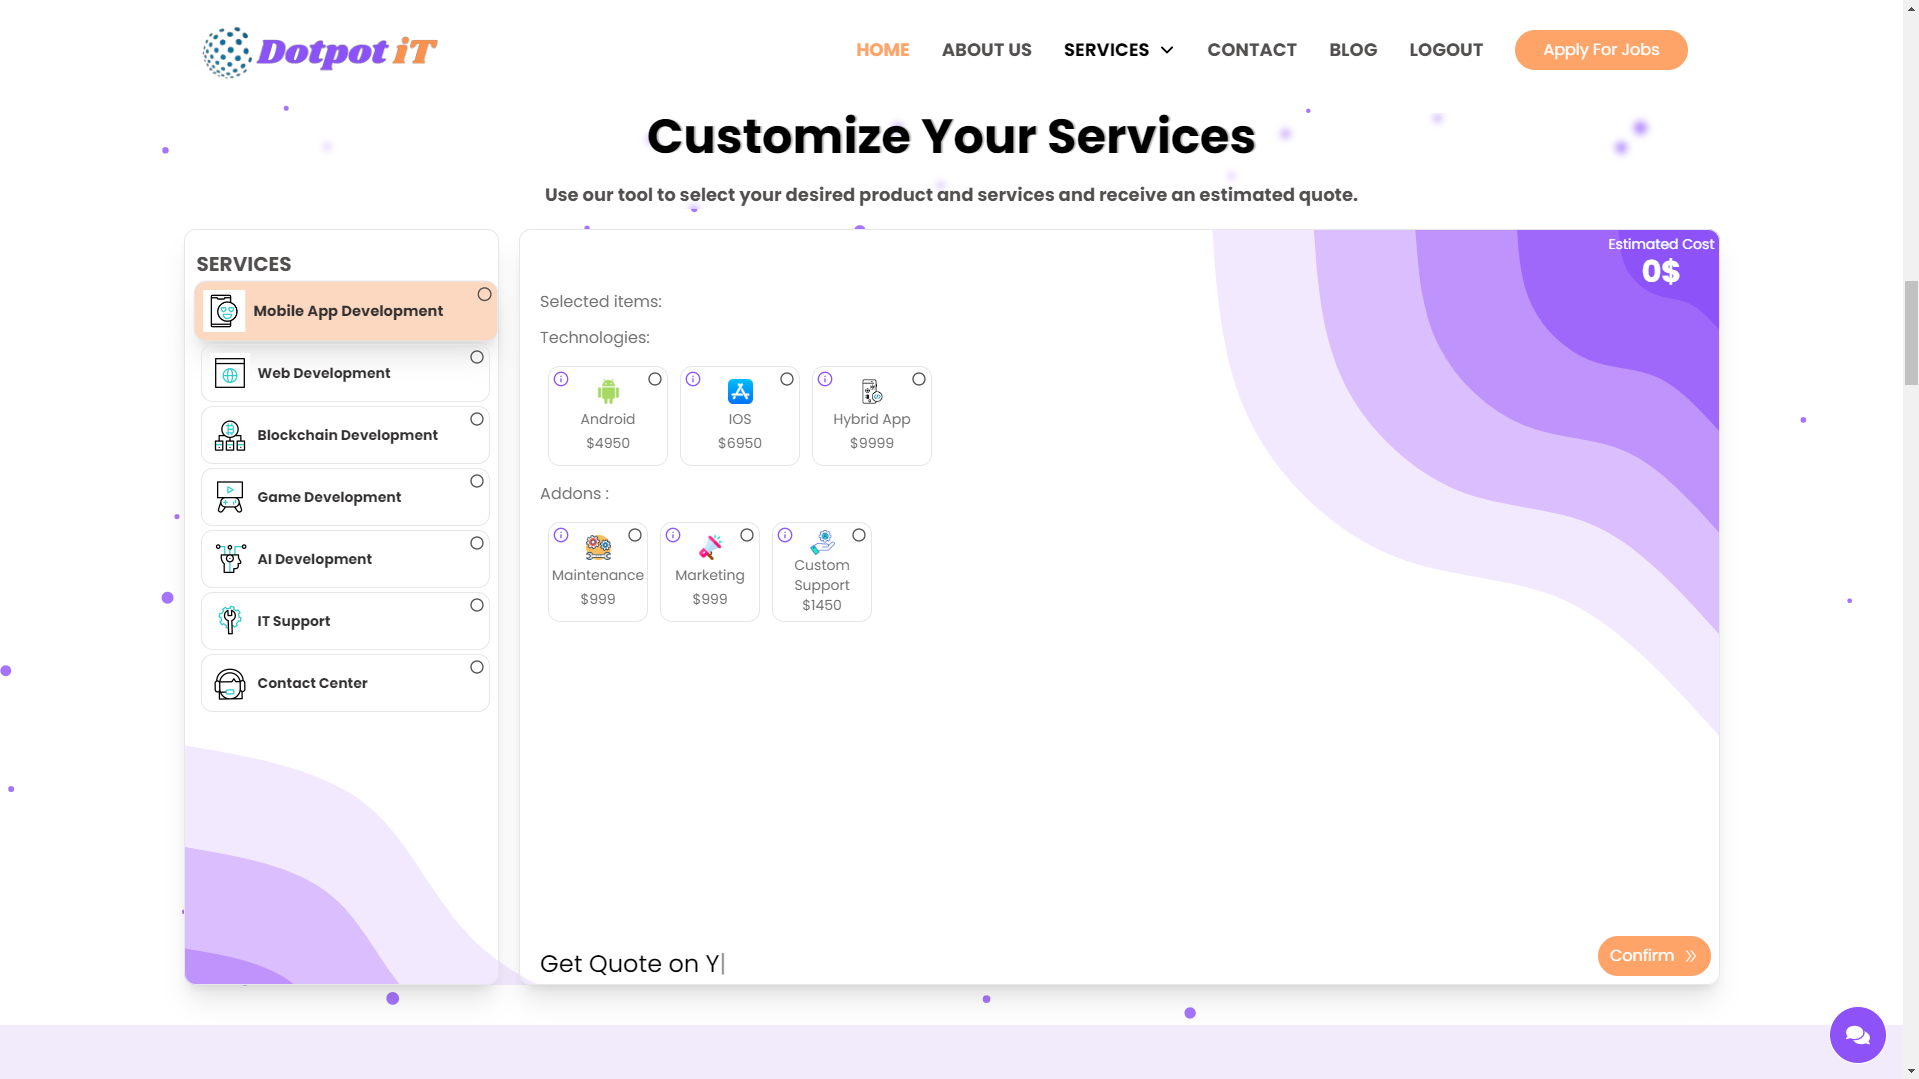 Dotpot iT
HOME
ABOUT US
SERVICES
CONTACT
BLOG
LOGOUT
Apply For Jobs
Customize Your Services
Use our tool to select your desired product and services and receive an estimated quote.
SERVICES
Mobile App Development
Web Development
Blockchain Development
Game Development
AI Development
IT Support
Contact Center
Estimated Cost
0$
Selected items:
Technologies:
Android
$4950
IOS
$6950
Hybrid App
$9999
Addons :
Maintenance
$999
Marketing
$999
Custom
Support
$1450
Get Quote on Y
Confirm